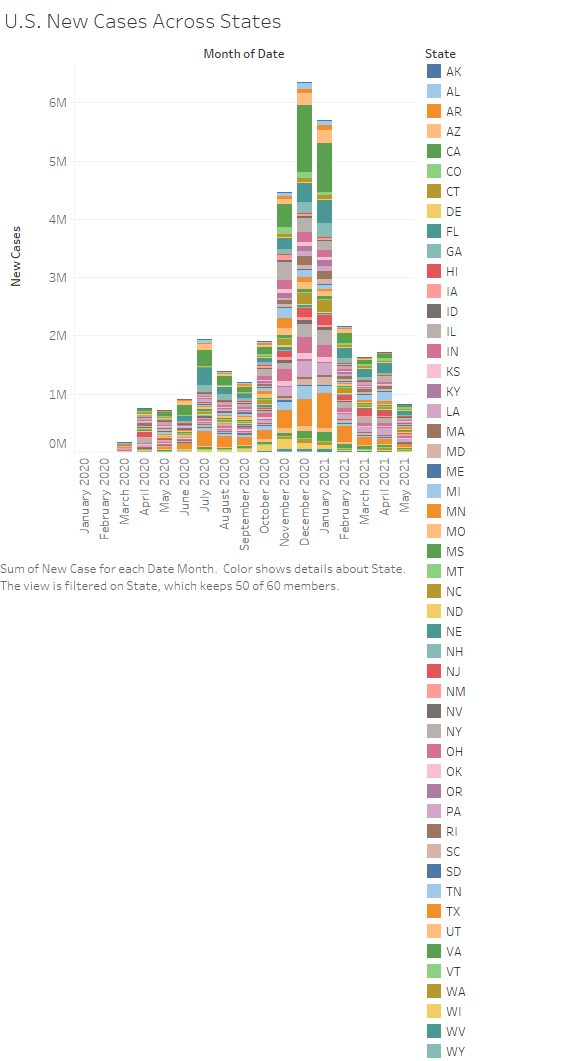 U.S. New Cases Across States
Month of Date
State
New Cases
6M
5M
4M
3M
2M
1M
0M
January 2020
February 2020
March 2020
April 2020
May 2020
June 2020
July 2020
August 2020
September 2020
October 2020
November 2020
December 2020
January 2021
February 2021
March 2021
April 2021
May 2021
Sum of New Case for each Date Month.  Color shows details about State.
The view is filtered on State, which keeps 50 of 60 members.
AK
AL
AR
AZ
CA
CO
CT
DE
FL
GA
HI
IA
ID
IL
IN
KS
KY
LA
MA
MD
ME
MI
MN
MO
MS
MT
NC
ND
NE
NH
NJ
NM
NV
NY
OH
OK
OR
PA
RI
SC
SD
TN
TX
UT
VA
VT
WA
WI
WV
WY